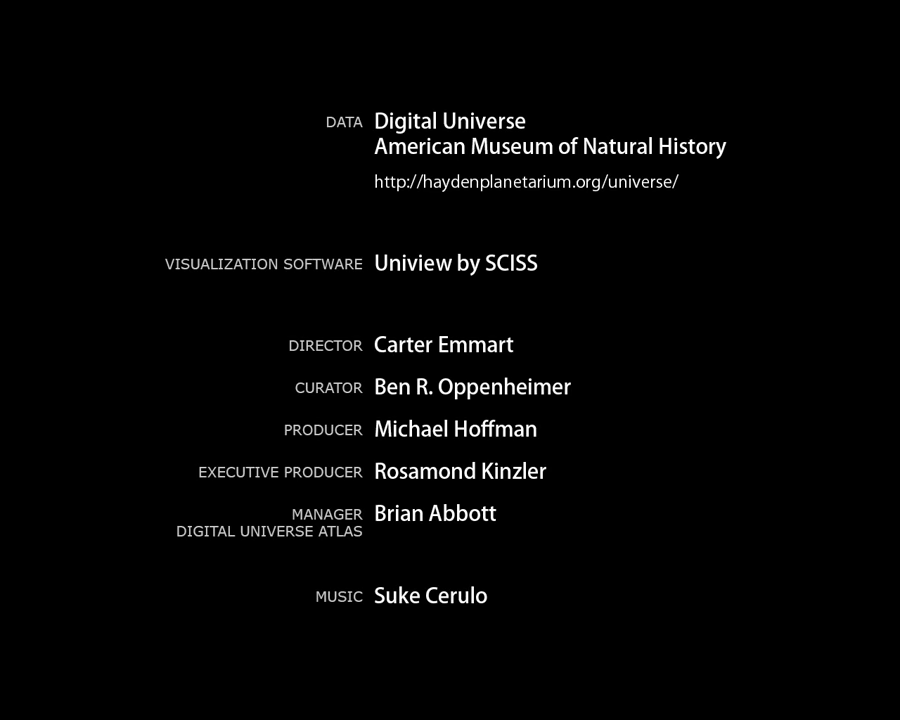 DATA Digital Universe
American Museum of Natural History
http://haydenplanetarium.org/universe/
VISUALIZATION SOFTWARE Uniview by SCISS
DIRECTOR Carter Emmart
CURATOR Ben R. Oppenheimer
PRODUCER Michael Hoffman
EXECUTIVE PRODUCER Rosamond Kinzler
MANAGER Brian Abbott
DIGITAL UNIVERSE ATLAS
MUSIC Suke Cerulo